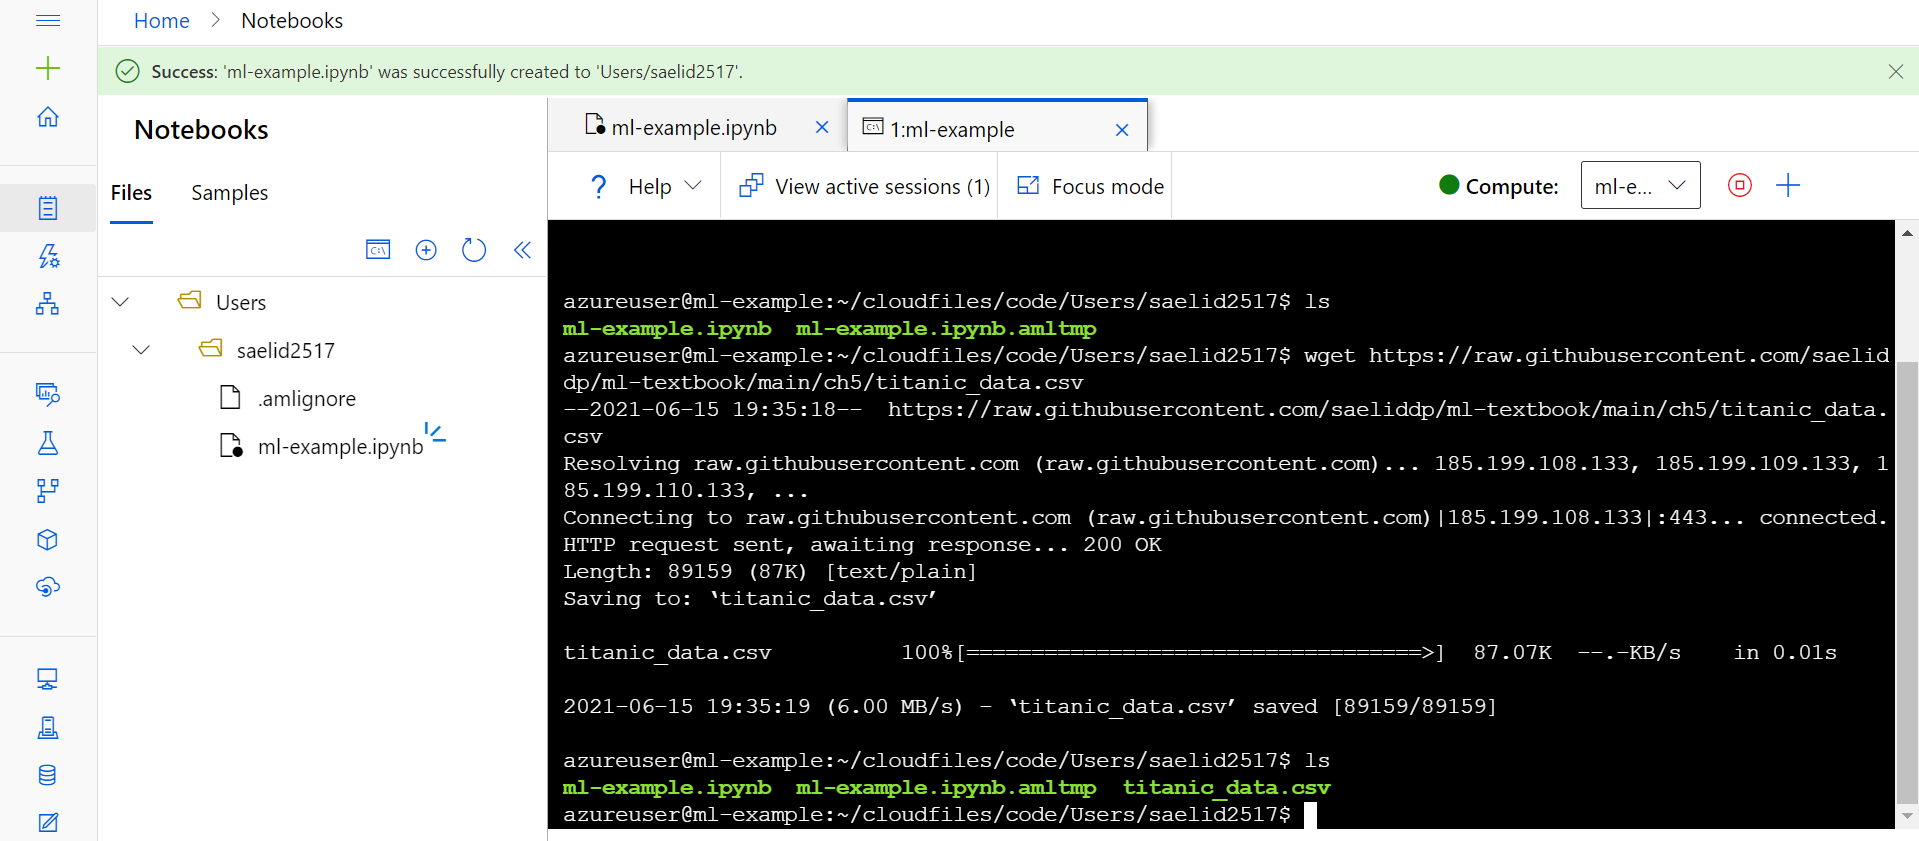 Home > Notebooks
Success: 'ml-example.ipynb' was successfully created to 'Users/saelid2517'.
Notebooks
Files Samples
Users
saelid2517
.amlignore
ml-example.ipynb
ml-example.ipynb
1:ml-example
? Help View active sessions (1) Focus mode Compute: ml-e...
azureuser@ml-example:~/cloudfiles/code/Users/saelid2517$ ls
ml-example.ipynb ml-example.ipynb.amltmp
azureuser@ml-example:~/cloudfiles/code/Users/saelid2517$ wget https://raw.githubusercontent.com/saelid
dp/ml-textbook/main/ch5/titanic_data.csv
--2021-06-15 19:35:18-- https://raw.githubusercontent.com/saeliddp/ml-textbook/main/ch5/titanic_data.
csv
Resolving raw.githubusercontent.com (raw.githubusercontent.com)... 185.199.108.133, 185.199.109.133, 1
85.199.110.133, ...
Connecting to raw.githubusercontent.com (raw.githubusercontent.com)|185.199.108.133|:443... connected.
HTTP request sent, awaiting response... 200 OK
Length: 89159 (87K) [text/plain]
Saving to: ‘titanic_data.csv’
titanic_data.csv 100%[===================================>] 87.07K --.-KB/s in 0.01s
2021-06-15 19:35:19 (6.00 MB/s) - ‘titanic_data.csv’ saved [89159/89159]
azureuser@ml-example:~/cloudfiles/code/Users/saelid2517$ ls
ml-example.ipynb ml-example.ipynb.amltmp titanic_data.csv
azureuser@ml-example:~/cloudfiles/code/Users/saelid2517$